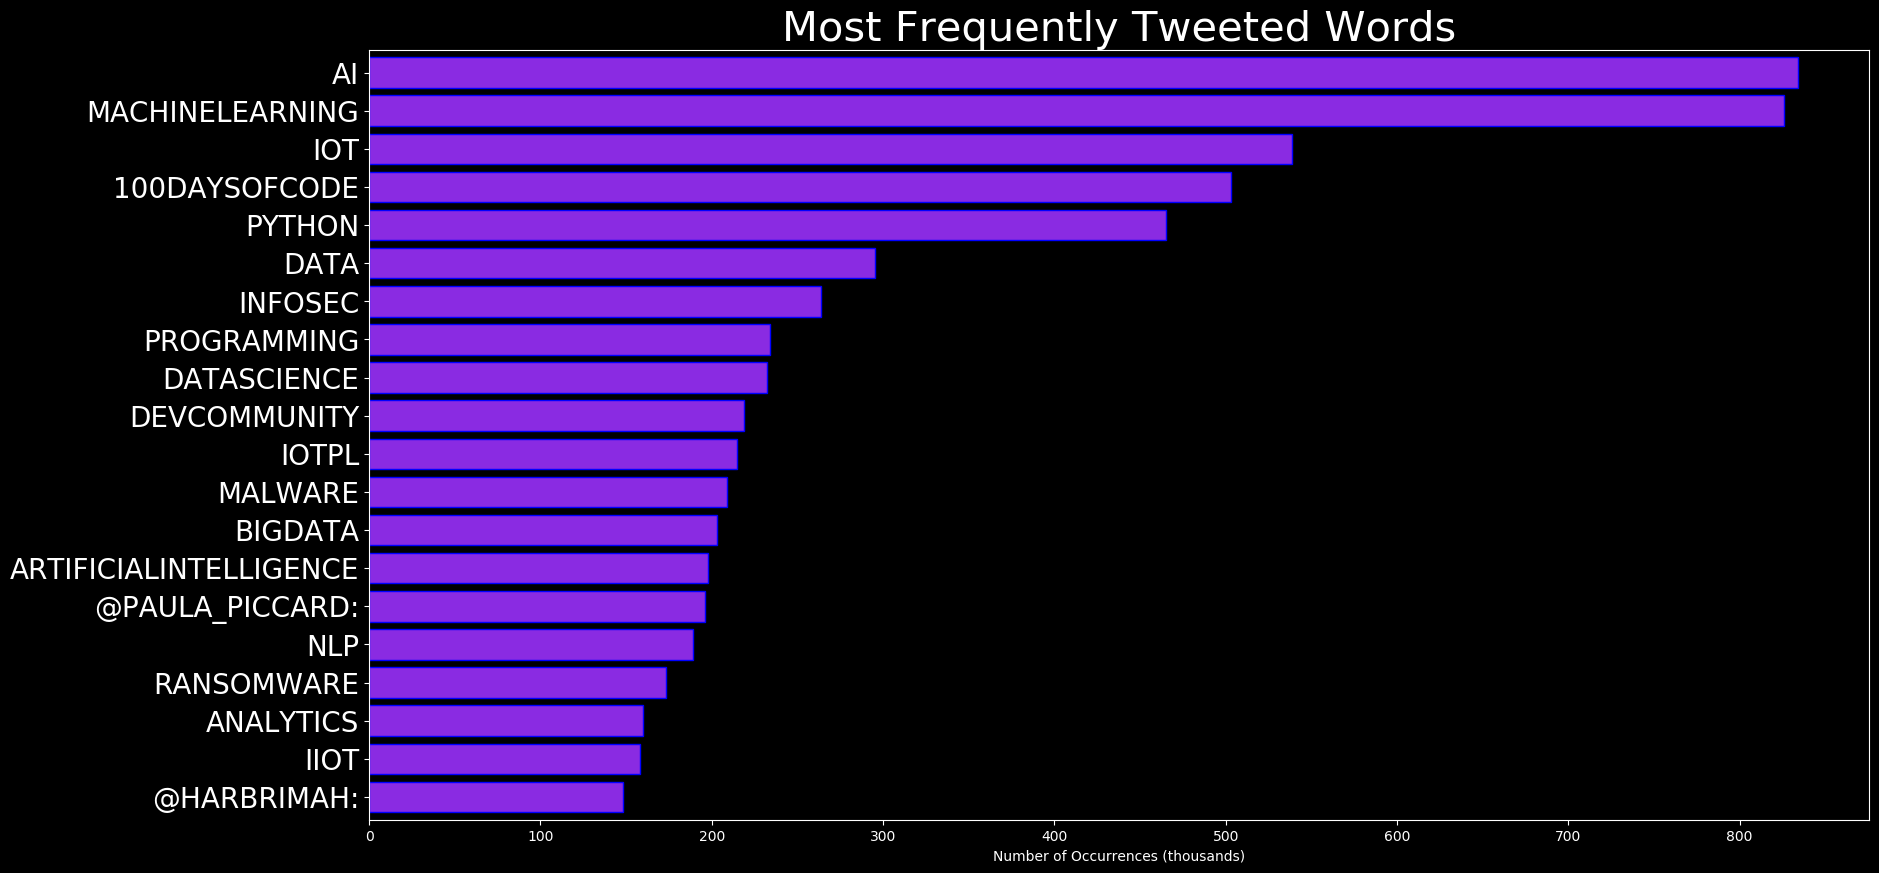 Most Frequently Tweeted Words
AI
MACHINELEARNING
IOT
100DAYSOFCODE
PYTHON
DATA
INFOSEC
PROGRAMMING
DATASCIENCE
DEVCOMMUNITY
IOTPL
MALWARE
BIGDATA
ARTIFICIALINTELLIGENCE
@PAULA_PICCARD:
NLP
RANSOMWARE
ANALYTICS
IIOT
@HARBRIMAH:
0 100 200 300 400 500 600 700 800
Number of Occurrences (thousands)